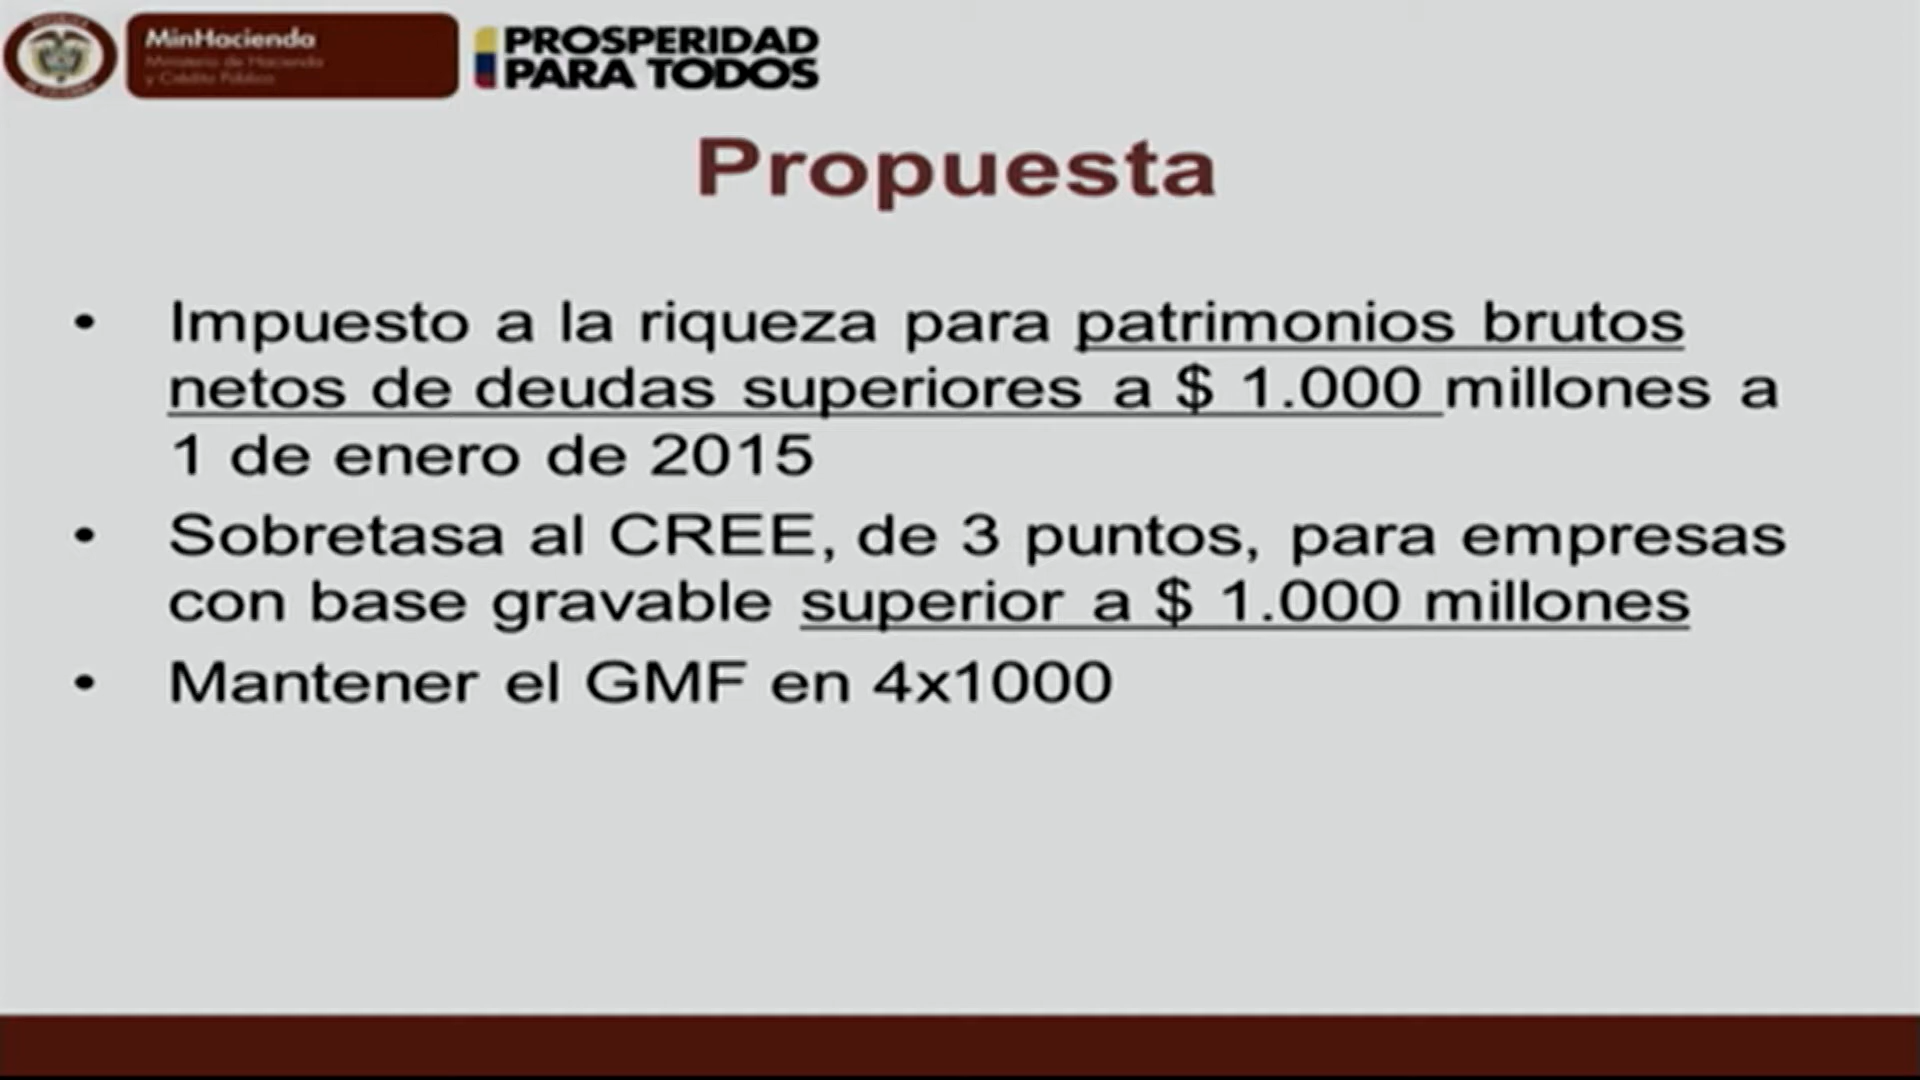 MinHacienda
Ministerio de Hacienda
y Crédito Público
PROSPERIDAD
PARA TODOS
Propuesta
• Impuesto a la riqueza para patrimonios brutos
netos de deudas superiores a $ 1.000 millones a
1 de enero de 2015
• Sobretasa al CREE, de 3 puntos, para empresas
con base gravable superior a $ 1.000 millones
• Mantener el GMF en 4x1000